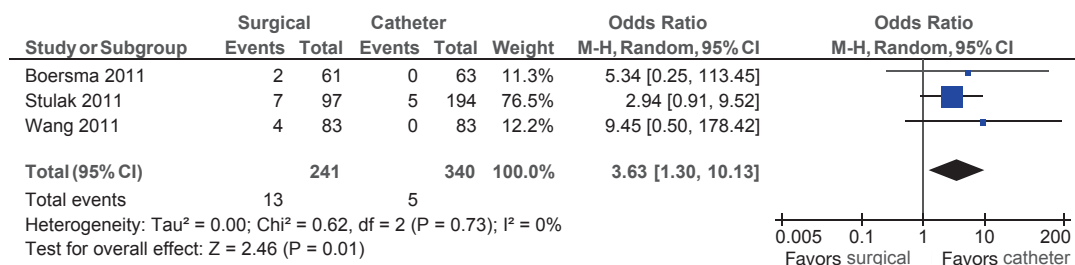 Surgical Catheter Odds Ratio Odds Ratio
Study or Subgroup Events Total Events Total Weight M-H, Random, 95% CI M-H, Random, 95% CI
Boersma 2011 2 61 0 63 11.3% 5.34 [0.25, 113.45]
Stulak 2011 7 97 5 194 76.5% 2.94 [0.91, 9.52]
Wang 2011 4 83 0 83 12.2% 9.45 [0.50, 178.42]
Total (95% CI) 241 340 100.0% 3.63 [1.30, 10.13]
Total events 13 5
Heterogeneity: Tau² = 0.00; Chi² = 0.62, df = 2 (P = 0.73); I² = 0%
Test for overall effect: Z = 2.46 (P = 0.01)
0.005 0.1 1 10 200
Favors surgical Favors catheter